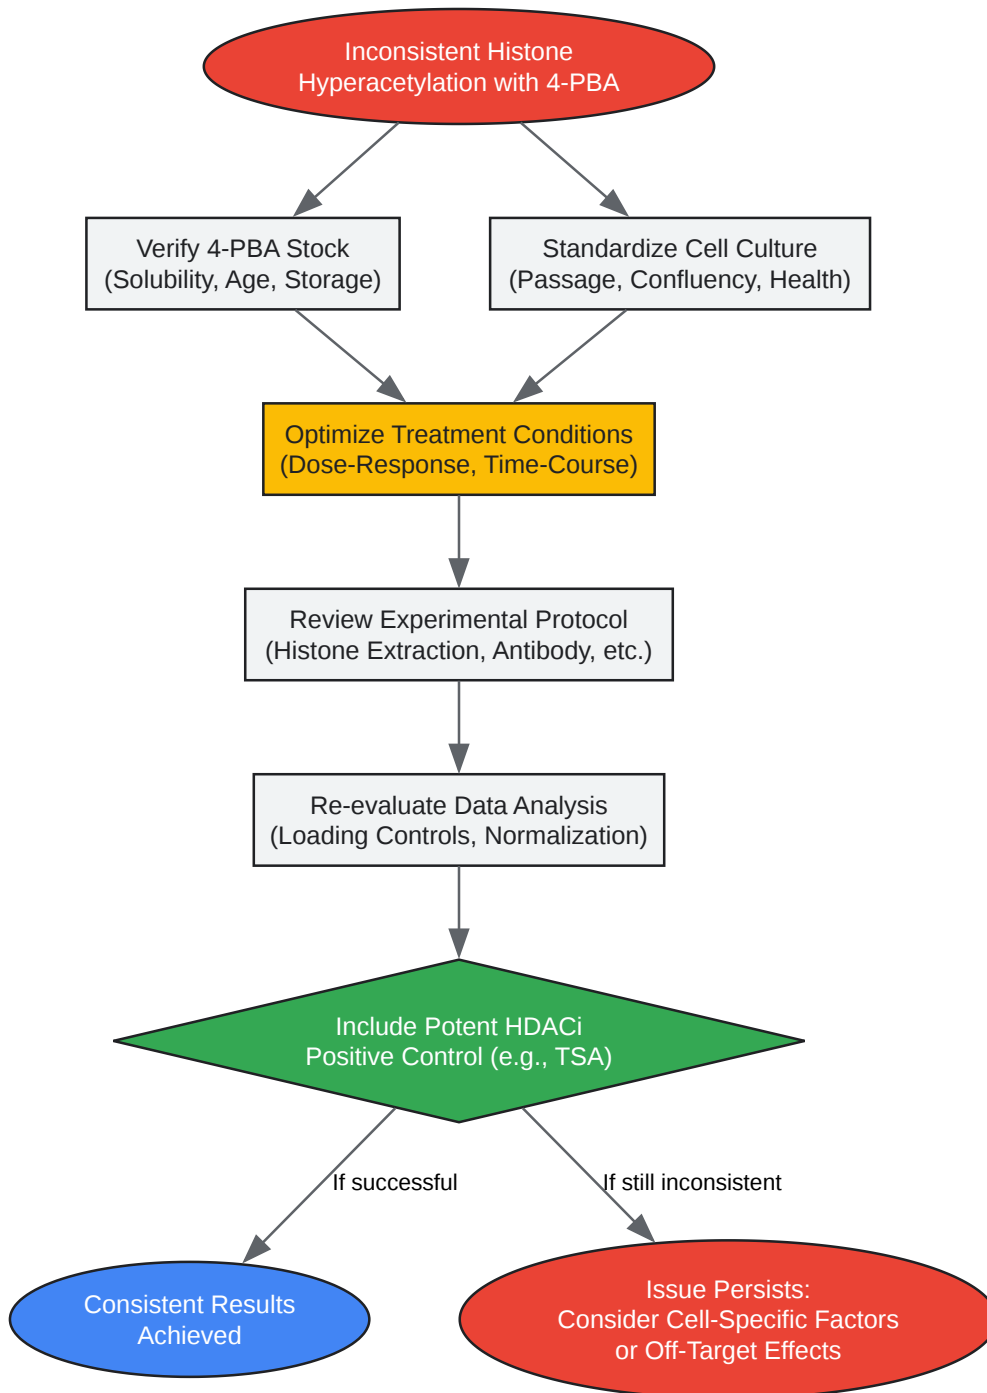 Inconsistent Histone
Hyperacetylation with 4-PBA
Verify 4-PBA Stock
(Solubility, Age, Storage)
Standardize Cell Culture
(Passage, Confluency, Health)
Optimize Treatment Conditions
(Dose-Response, Time-Course)
Review Experimental Protocol
(Histone Extraction, Antibody, etc.)
Re-evaluate Data Analysis
(Loading Controls, Normalization)
Include Potent HDACi
Positive Control (e.g., TSA)
If successful
If still inconsistent
Consistent Results
Achieved
Issue Persists:
Consider Cell-Specific Factors
or Off-Target Effects